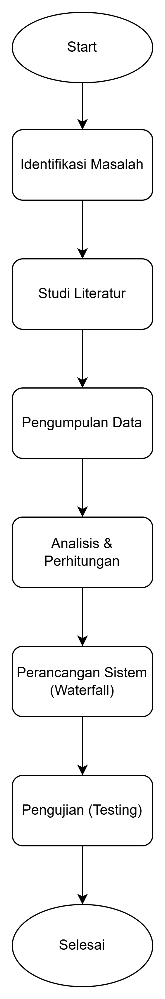 Start
Identifikasi Masalah
Studi Literatur
Pengumpulan Data
Analisis &
Perhitungan
Perancangan Sistem
(Waterfall)
Pengujian (Testing)
Selesai